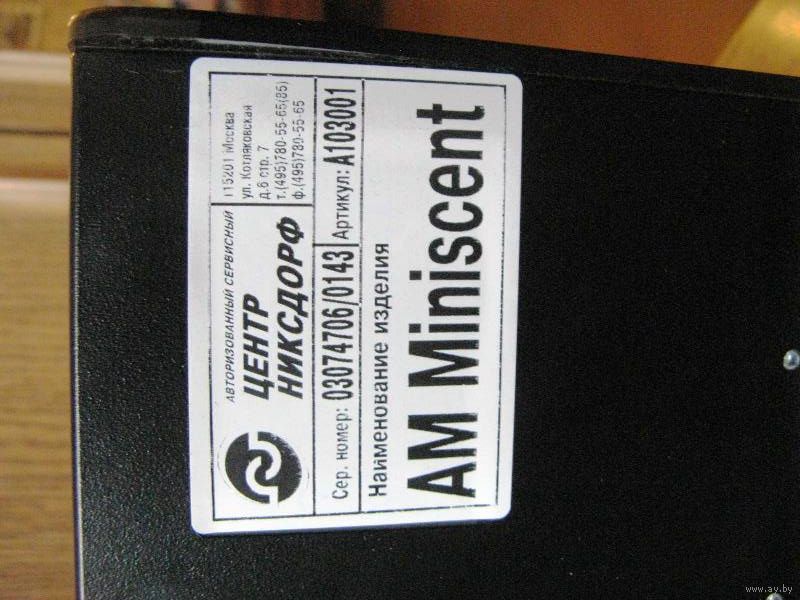 АВТОРИЗОВАННЫЙ СЕРВИСНЫЙ
ЦЕНТР
НИКСДОРФ
115201 Москва
ул. Котляковская
д.6 стр. 7
т.(495)780-55-65(85)
ф.(495)780-55-65
Сер. номер: 03074706/0143
Артикул: A103001
Наименование изделия
AM Miniscent
www.av.by